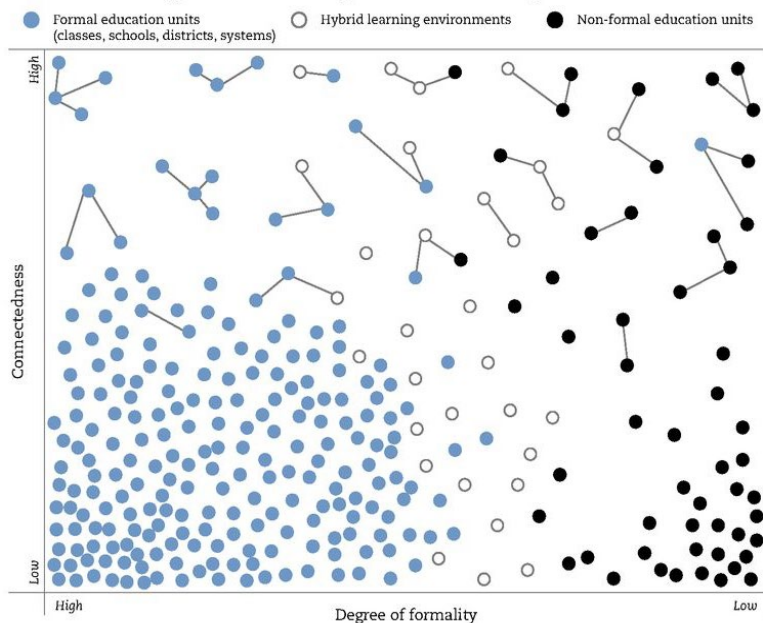 Formal education units
(classes, schools, districts, systems)
Hybrid learning environments
Non-formal education units
High
Connectedness
Low
High
Low
Degree of formality